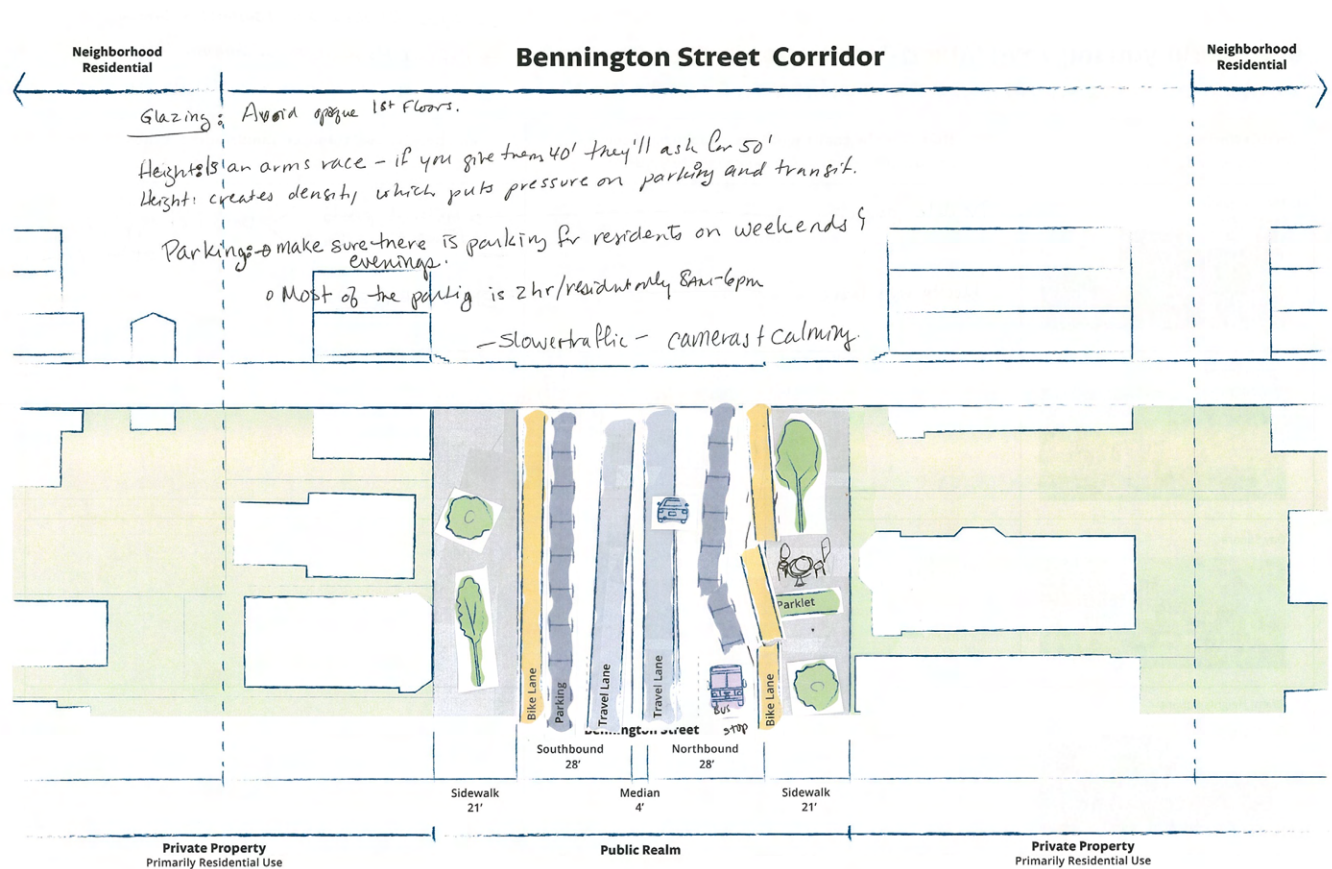 Neighborhood
Residential
Bennington Street Corridor
Neighborhood
Residential
Glazing: Avoid opaque 1st Floors.
Height: is an arms race – if you give them 40' they'll ask for 50'
Height: creates density which puts pressure on parking and transit.
Parking: make sure there is parking for residents on weekends &
evenings.
Most of the parkig is 2hr/resident only 8AM-6pm
– Slower traffic – cameras + calming.
Parklet
Bike Lane
Parking
Travel Lane
Travel Lane
Bus
stop
Bike Lane
Bennington Street
Southbound
28'
Northbound
28'
Sidewalk
21'
Median
4'
Sidewalk
21'
Private Property
Primarily Residential Use
Public Realm
Private Property
Primarily Residential Use